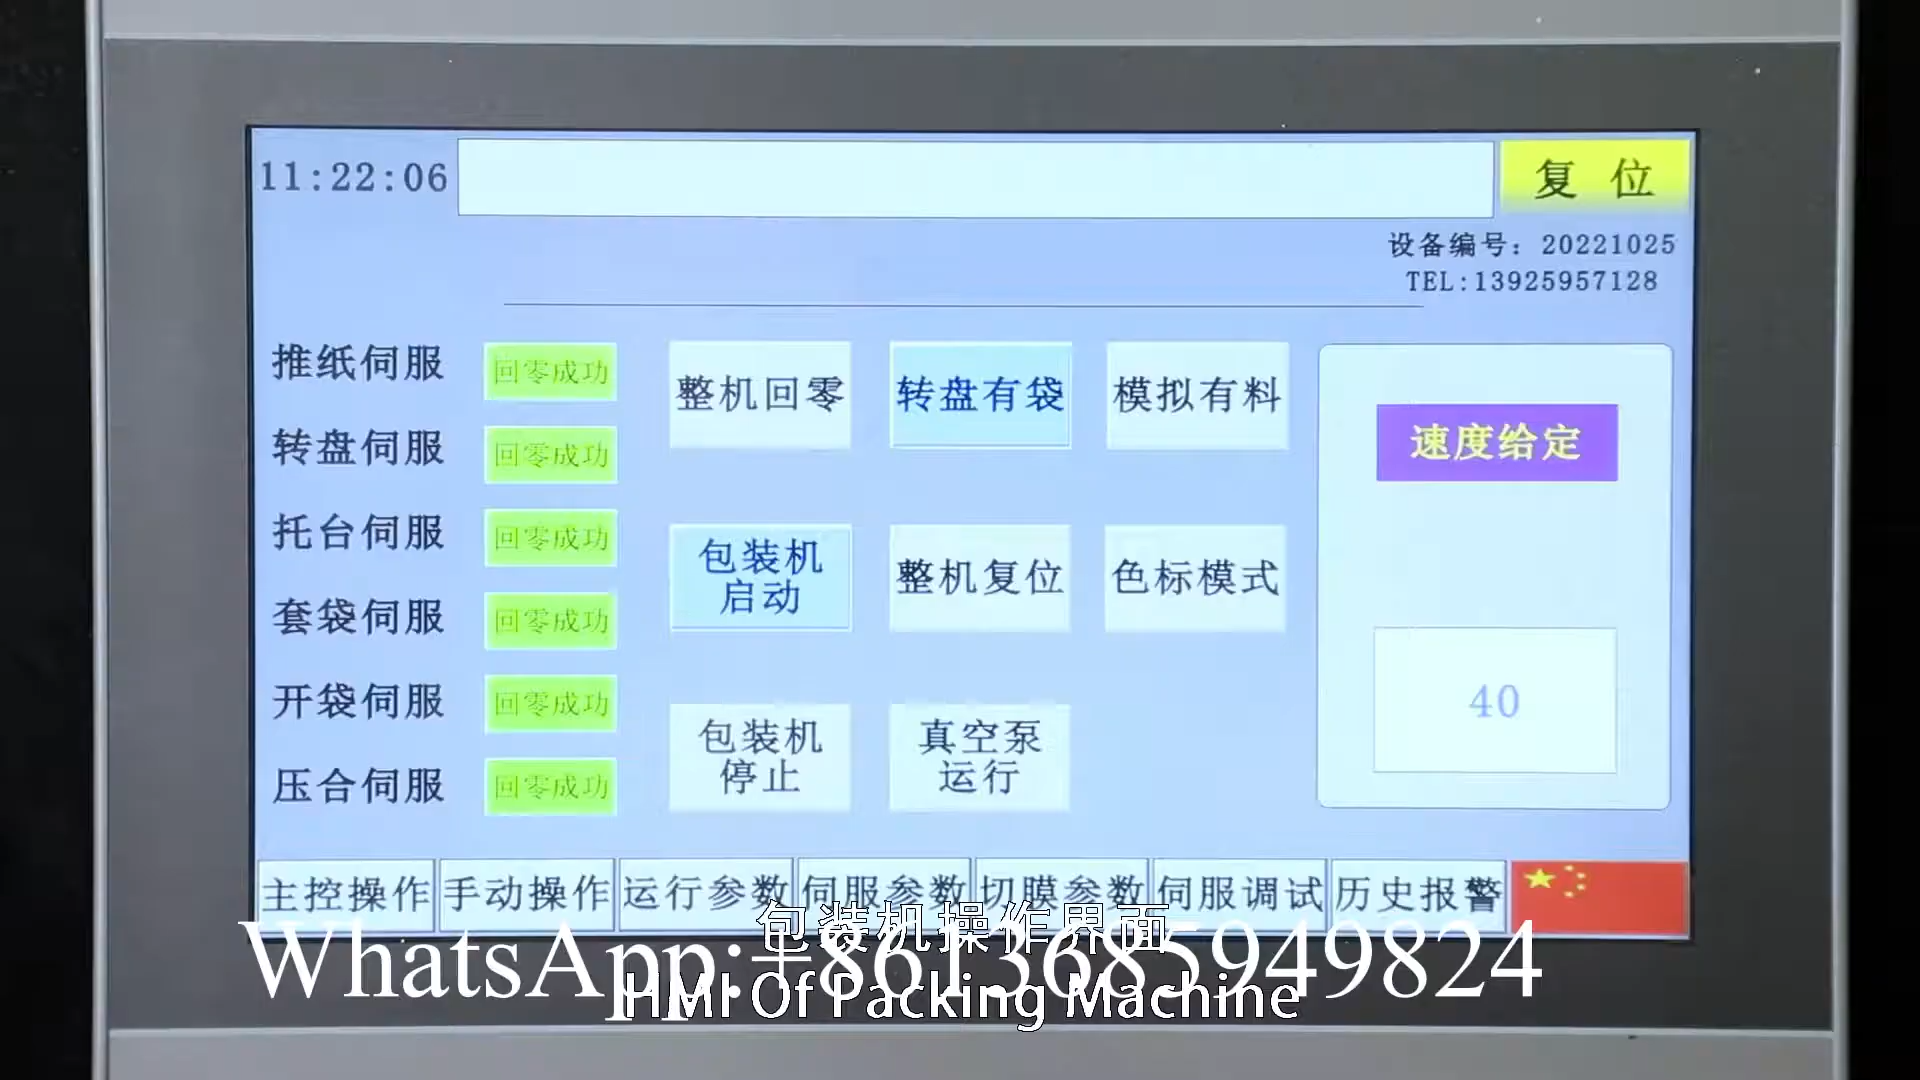 11:22:06
复 位
设备编号：20221025
TEL:13925957128
推纸伺服 回零成功
转盘伺服 回零成功
托台伺服 回零成功
套袋伺服 回零成功
开袋伺服 回零成功
压合伺服 回零成功
整机回零 转盘有袋 模拟有料
包装机
启动
整机复位 色标模式
包装机
停止
真空泵
运行
速度给定
40
主控操作 手动操作 运行参数 伺服参数 切膜参数 伺服调试 历史报警
包装机操作界面
WhatsApp:+8613685949824
HMI Of Packing Machine